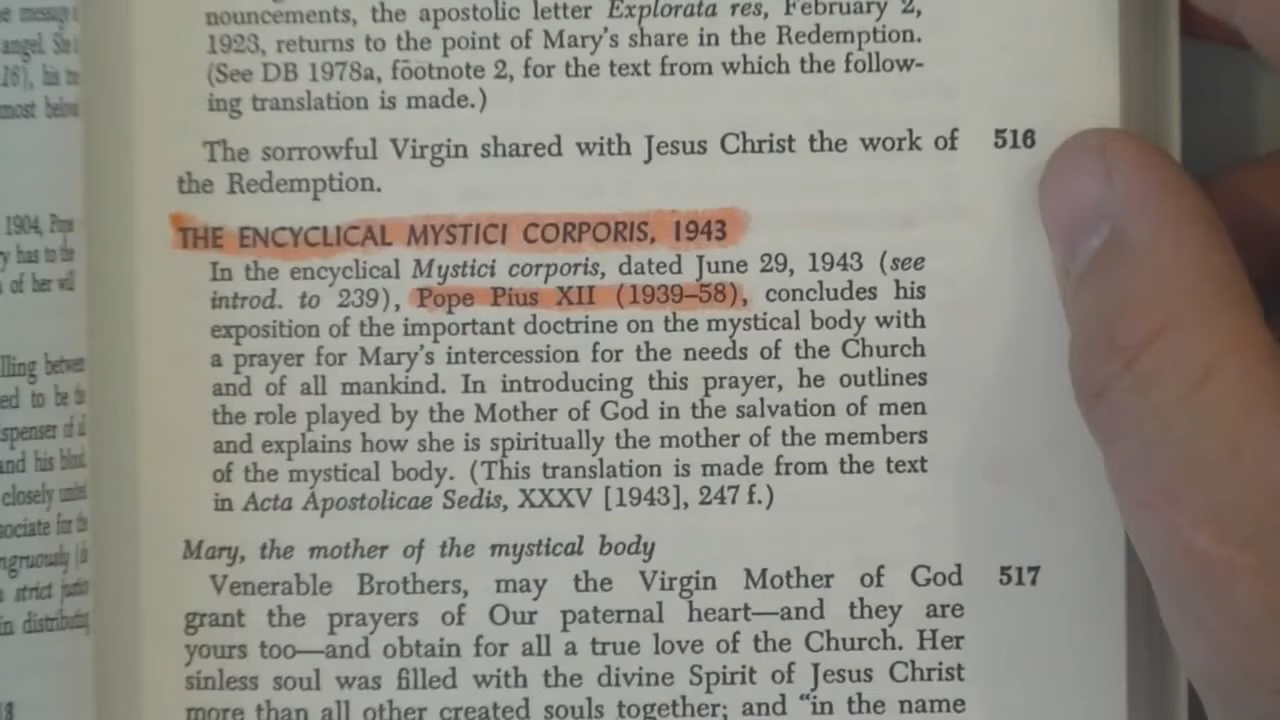 nouncements, the apostolic letter Explorata res, February 2,
1923, returns to the point of Mary's share in the Redemption.
(See DB 1978a, footnote 2, for the text from which the follow-
ing translation is made.)
The sorrowful Virgin shared with Jesus Christ the work of 516
the Redemption.
THE ENCYCLICAL MYSTICI CORPORIS, 1943
In the encyclical Mystici corporis, dated June 29, 1943 (see
introd. to 239), Pope Pius XII (1939–58), concludes his
exposition of the important doctrine on the mystical body with
a prayer for Mary's intercession for the needs of the Church
and of all mankind. In introducing this prayer, he outlines
the role played by the Mother of God in the salvation of men
and explains how she is spiritually the mother of the members
of the mystical body. (This translation is made from the text
in Acta Apostolicae Sedis, XXXV [1943], 247 f.)
Mary, the mother of the mystical body
Venerable Brothers, may the Virgin Mother of God 517
grant the prayers of Our paternal heart—and they are
yours too—and obtain for all a true love of the Church. Her
sinless soul was filled with the divine Spirit of Jesus Christ
more than all other created souls together; and “in the name